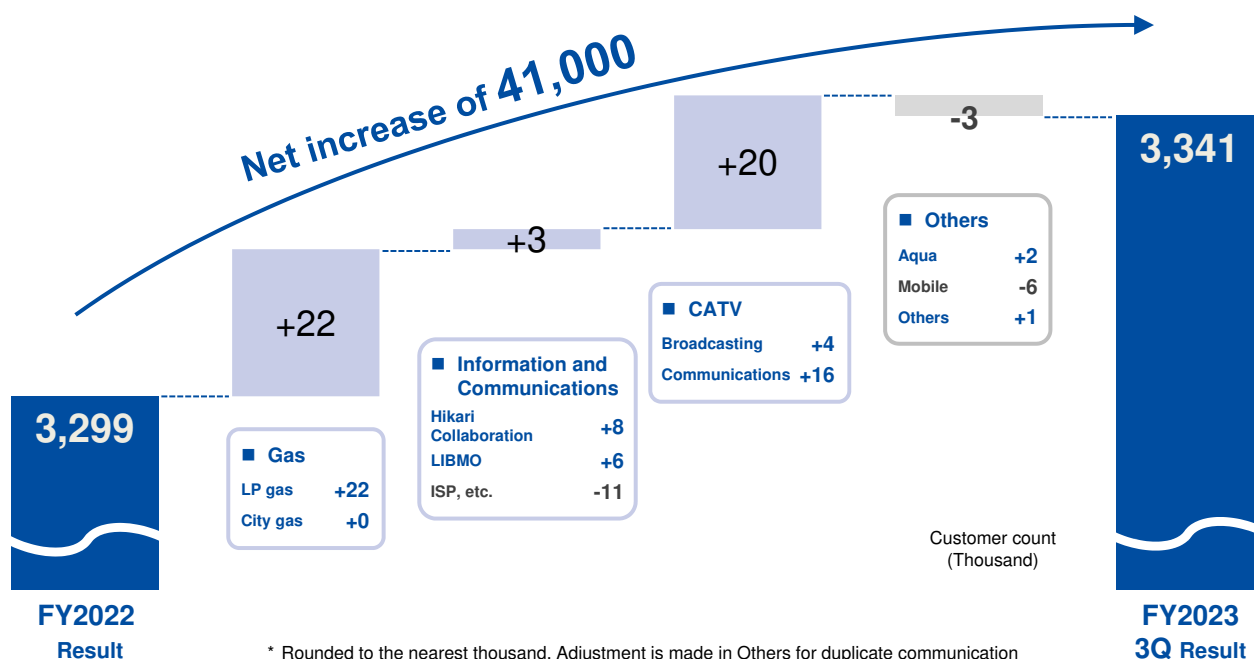 Net increase of 41,000
3,299
+22
+3
+20
-3
3,341
■ Gas
LP gas +22
City gas +0
■ Information and
Communications
Hikari
Collaboration +8
LIBMO +6
ISP, etc. -11
■ CATV
Broadcasting +4
Communications +16
■ Others
Aqua +2
Mobile -6
Others +1
Customer count
(Thousand)
FY2022
Result
FY2023
3Q Result
* Rounded to the nearest thousand. Adjustment is made in Others for duplicate communication